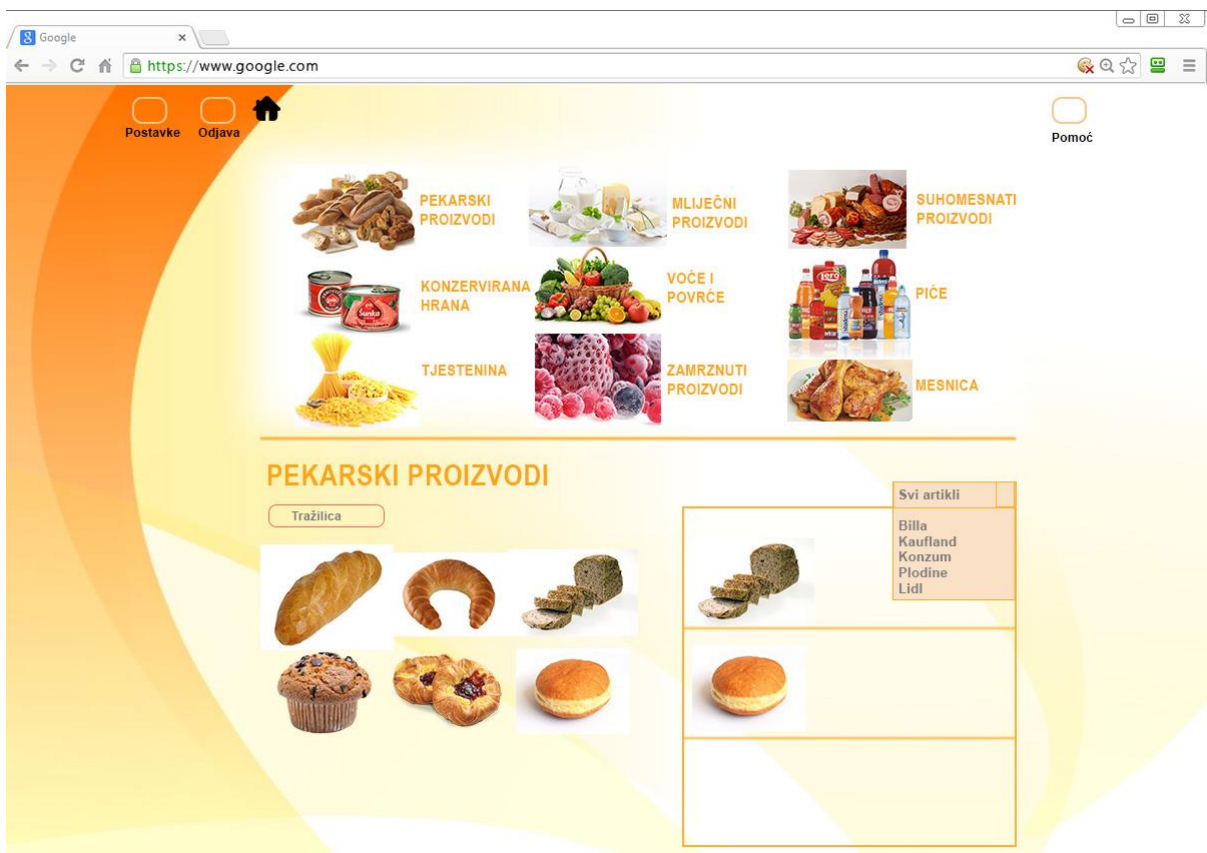 Google
https://www.google.com
Postavke
Odjava
Pomoć
PEKARSKI
PROIZVODI
MLIJEČNI
PROIZVODI
SUHOMESNATI
PROIZVODI
KONZERVIRANA
HRANA
VOĆE I
POVRĆE
PIĆE
TJESTENINA
ZAMRZNUTI
PROIZVODI
MESNICA
PEKARSKI PROIZVODI
Tražilica
Svi artikli
Billa
Kaufland
Konzum
Plodine
Lidl